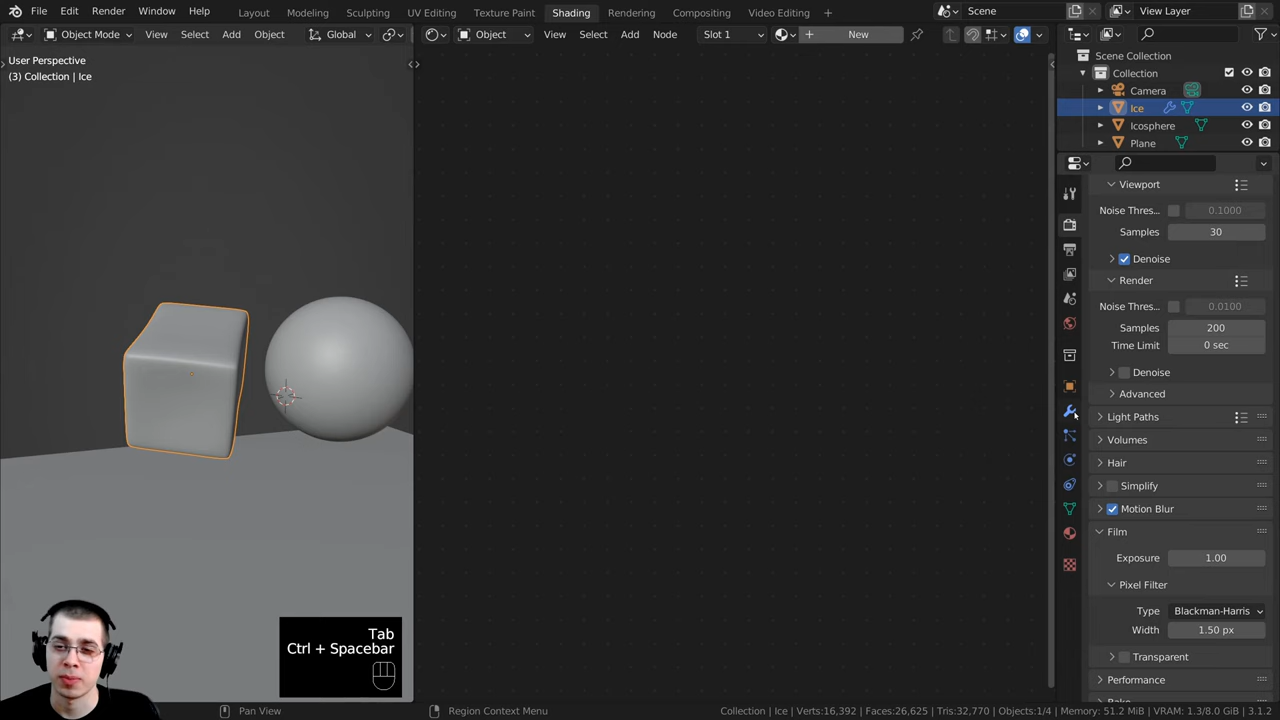 File Edit Render Window Help Layout Modeling Sculpting UV Editing Texture Paint Shading Rendering Compositing Video Editing + Scene View Layer
Object Mode View Select Add Object Global Object View Select Add Node Slot 1 New
User Perspective
(3) Collection | Ice
Scene Collection
Collection
Camera
Ice
Icosphere
Plane
Viewport
Noise Thres... 0.1000
Samples 30
Denoise
Render
Noise Thres... 0.0100
Samples 200
Time Limit 0 sec
Denoise
Advanced
Light Paths
Volumes
Hair
Simplify
Motion Blur
Film
Exposure 1.00
Pixel Filter
Type Blackman-Harris
Width 1.50 px
Transparent
Performance
Tab
Ctrl + Spacebar
Pan View Region Context Menu Collection | Ice | Verts:16,392 | Faces:26,625 | Tris:32,770 | Objects:1/4 | Memory: 51.2 MiB | VRAM: 1.3/8.0 GiB | 3.1.2